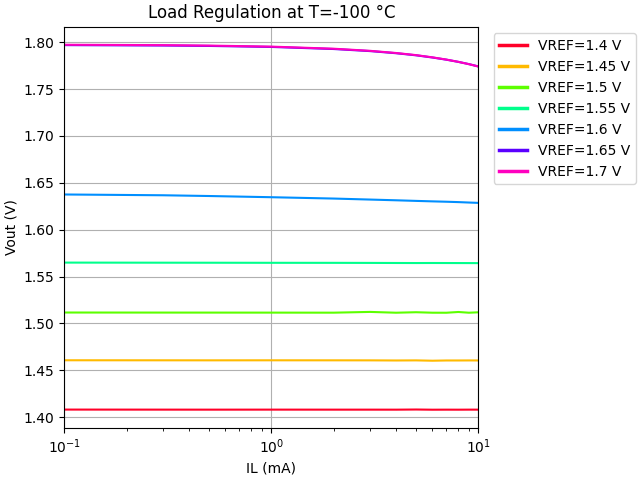 Load Regulation at T=-100 °C
Vout (V)
1.80
1.75
1.70
1.65
1.60
1.55
1.50
1.45
1.40
10⁻¹
10⁰
10¹
IL (mA)
VREF=1.4 V
VREF=1.45 V
VREF=1.5 V
VREF=1.55 V
VREF=1.6 V
VREF=1.65 V
VREF=1.7 V